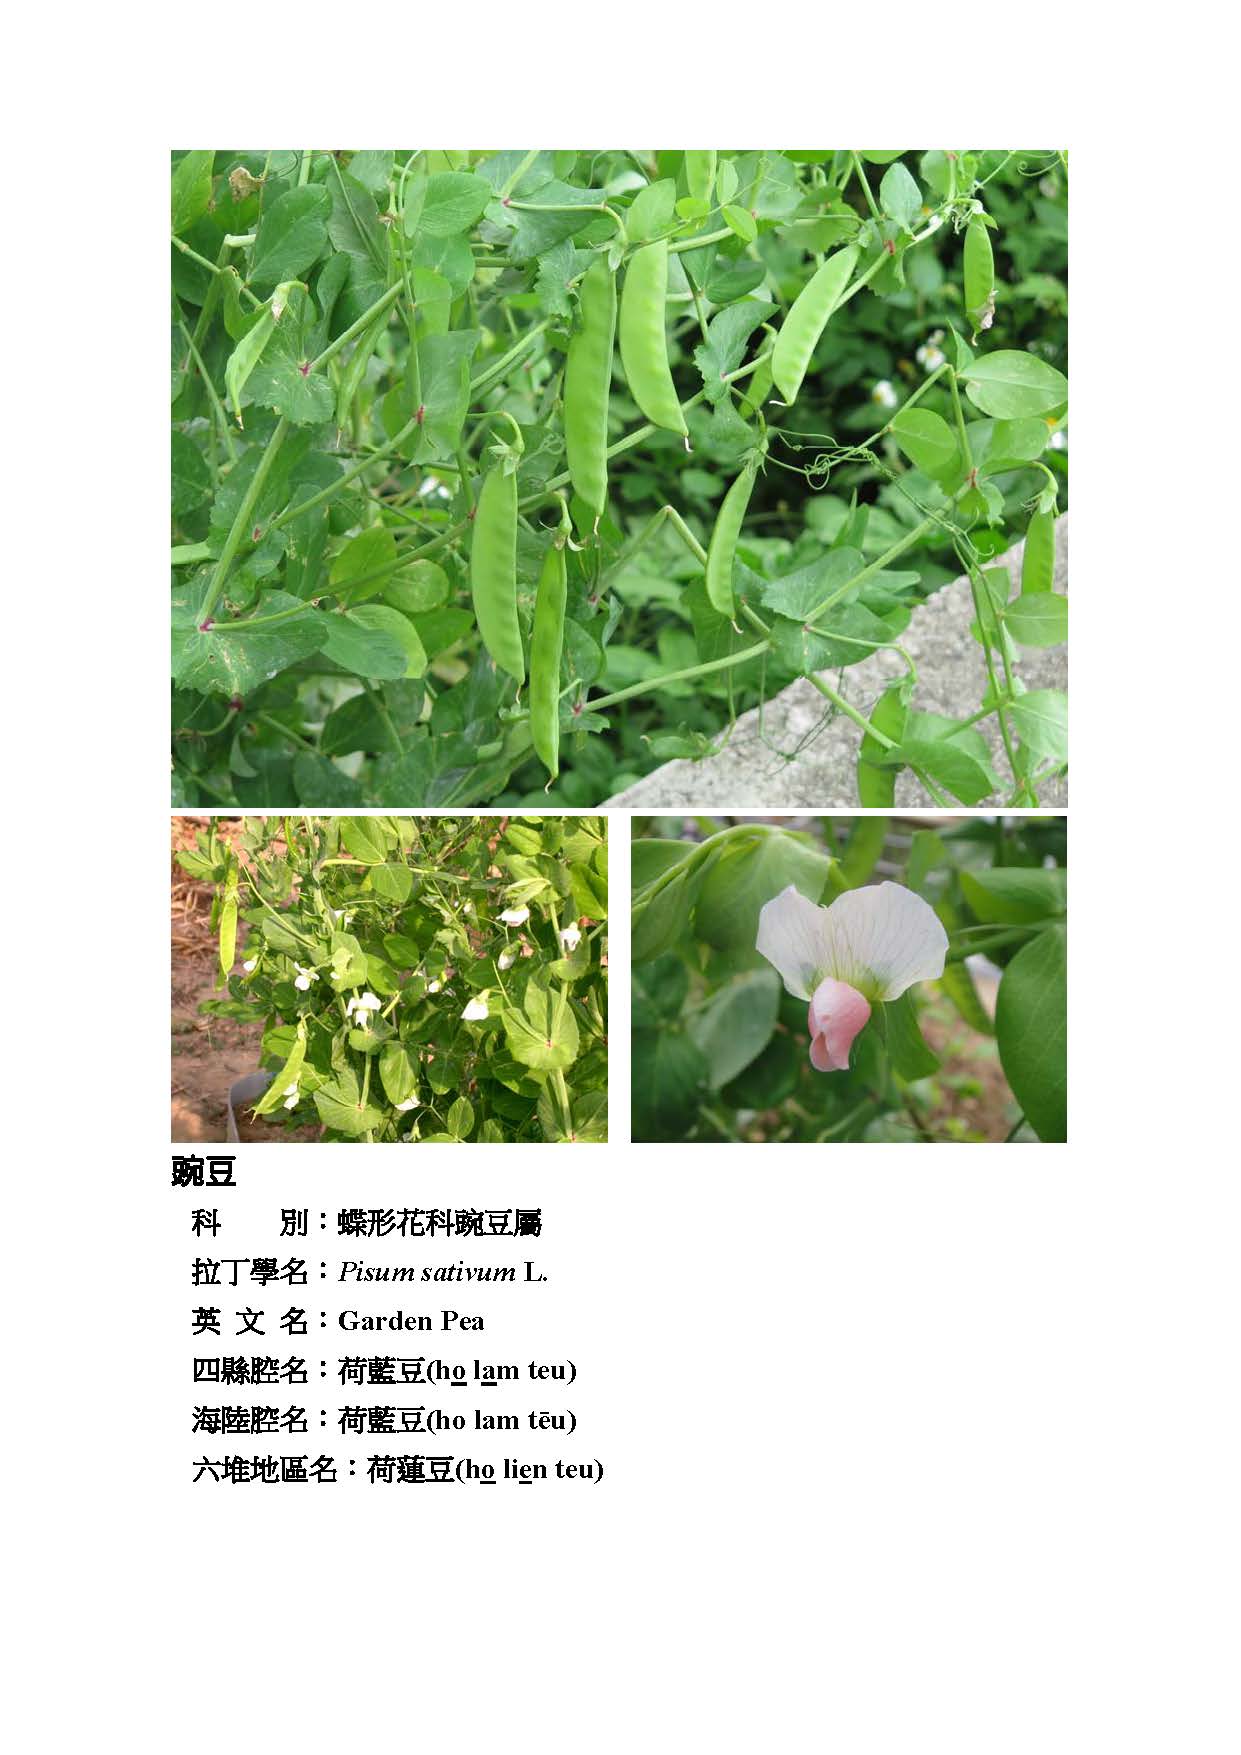 豌豆
科　　別：蝶形花科豌豆屬
拉丁學名：Pisum sativum L.
英 文 名：Garden Pea
四縣腔名：荷藍豆(ho̲ la̲m teu)
海陸腔名：荷藍豆(ho lam tēu)
六堆地區名：荷蓮豆(ho̲ lie̲n teu)